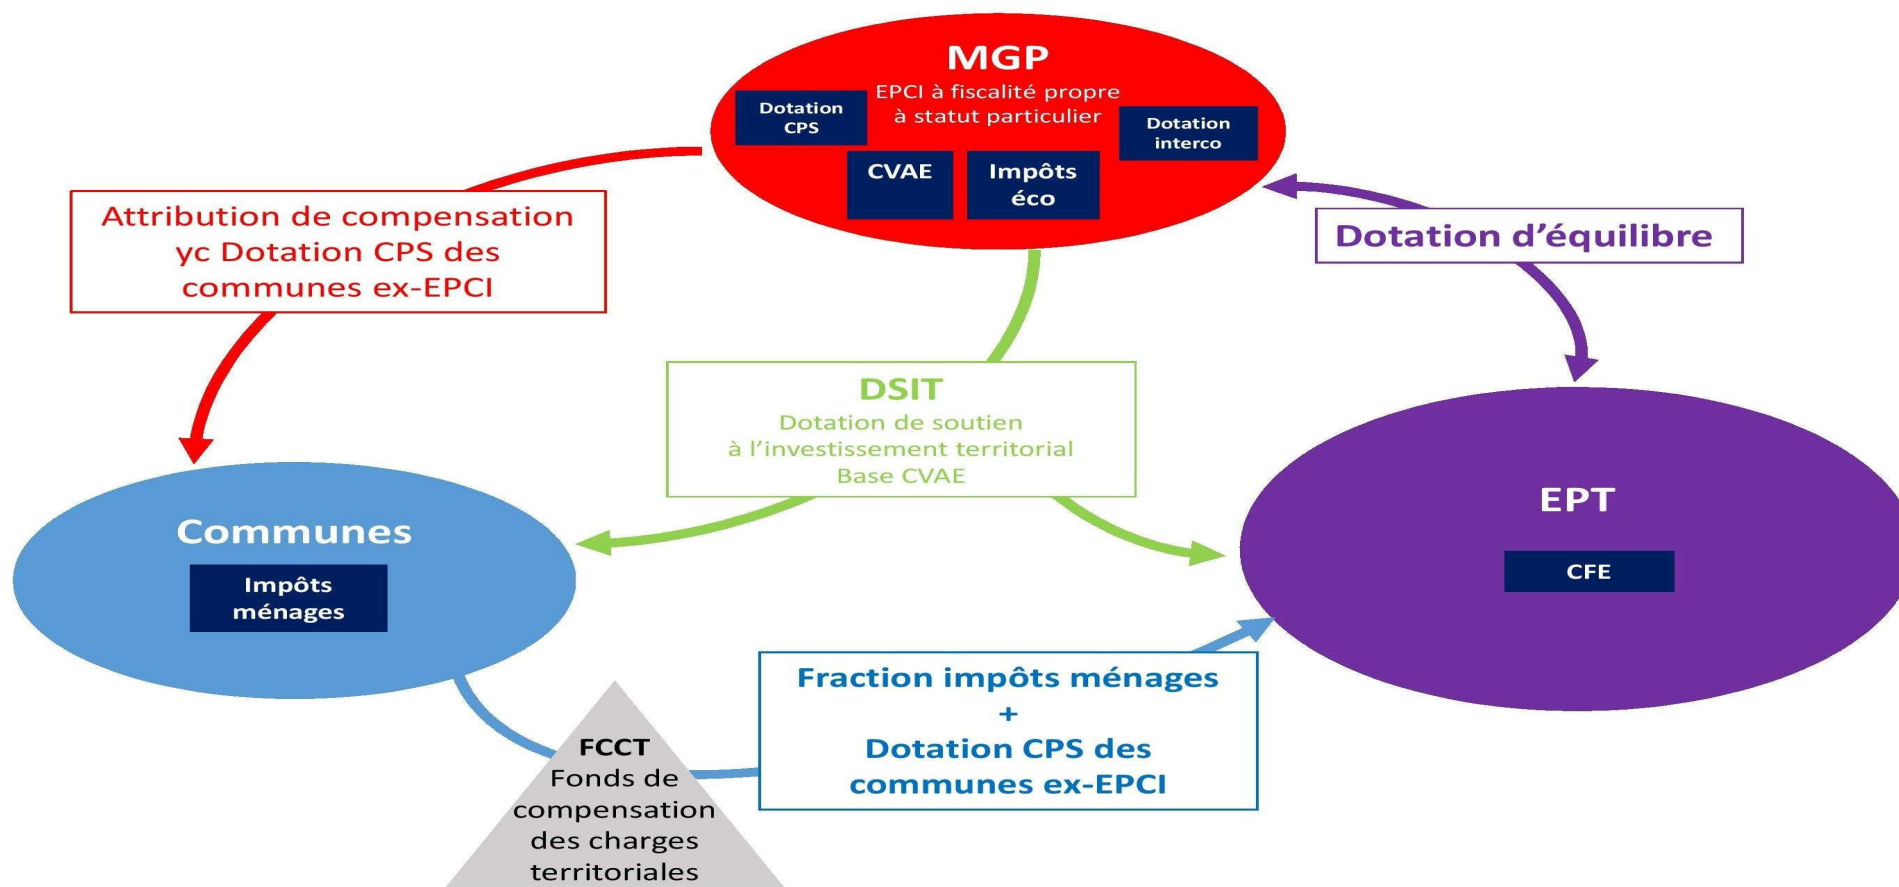 MGP
EPCI à fiscalité propre
à statut particulier
Dotation
CPS
Dotation
interco
CVAE
Impôts
éco
Attribution de compensation
yc Dotation CPS des
communes ex-EPCI
Dotation d’équilibre
DSIT
Dotation de soutien
à l’investissement territorial
Base CVAE
Communes
Impôts
ménages
EPT
CFE
FCCT
Fonds de
compensation
des charges
territoriales
Fraction impôts ménages
+
Dotation CPS des
communes ex-EPCI